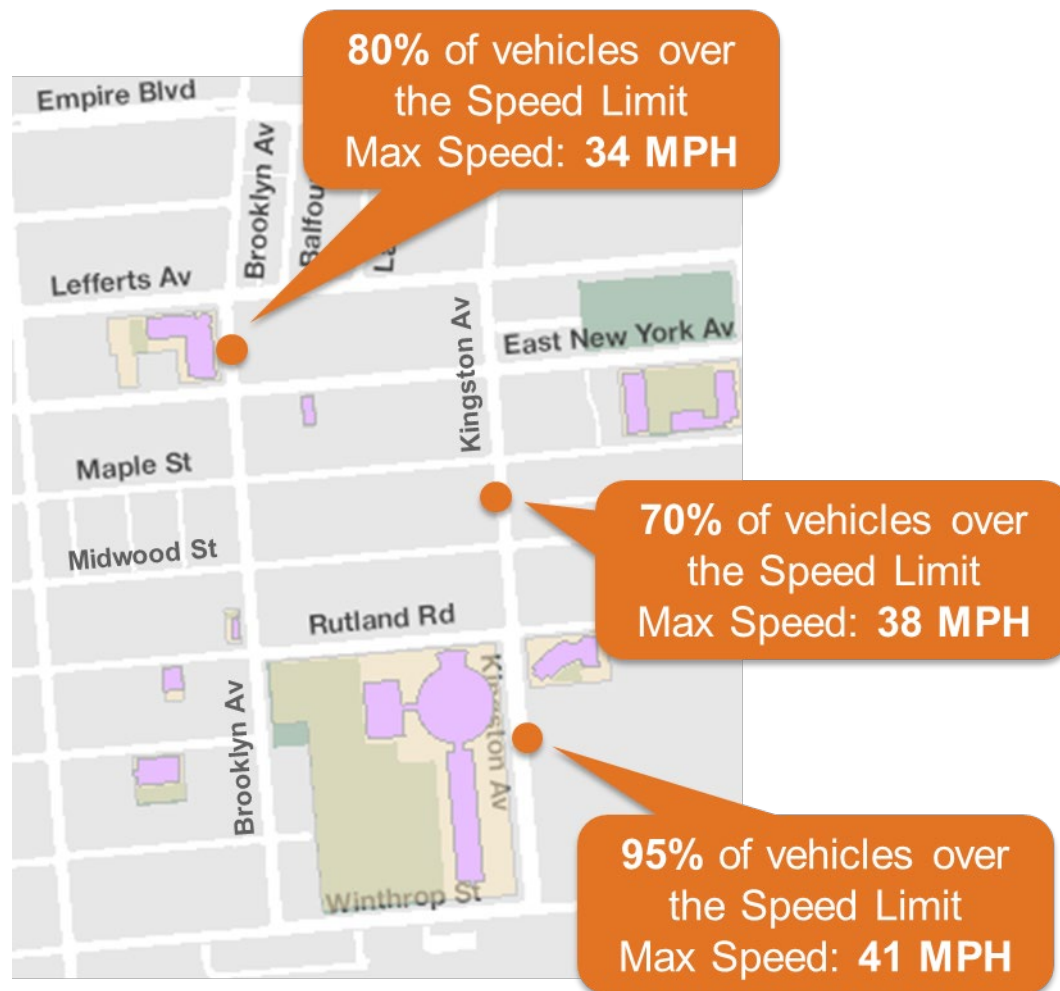 80% of vehicles over
the Speed Limit
Max Speed: 34 MPH
Empire Blvd
Brooklyn Av
Lefferts Av
Kingston Av
East New York Av
Maple St
70% of vehicles over
the Speed Limit
Max Speed: 38 MPH
Midwood St
Rutland Rd
Kingston Av
Brooklyn Av
95% of vehicles over
the Speed Limit
Max Speed: 41 MPH
Winthrop St